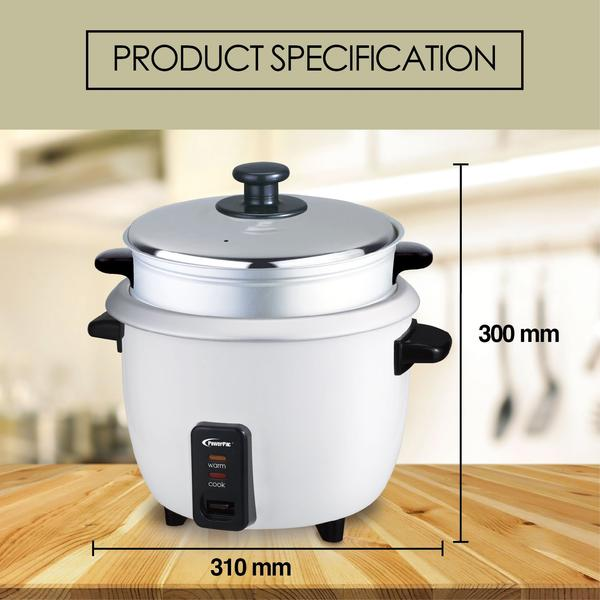 PRODUCT SPECIFICATION
300 mm
PowerPac
warm
cook
310 mm